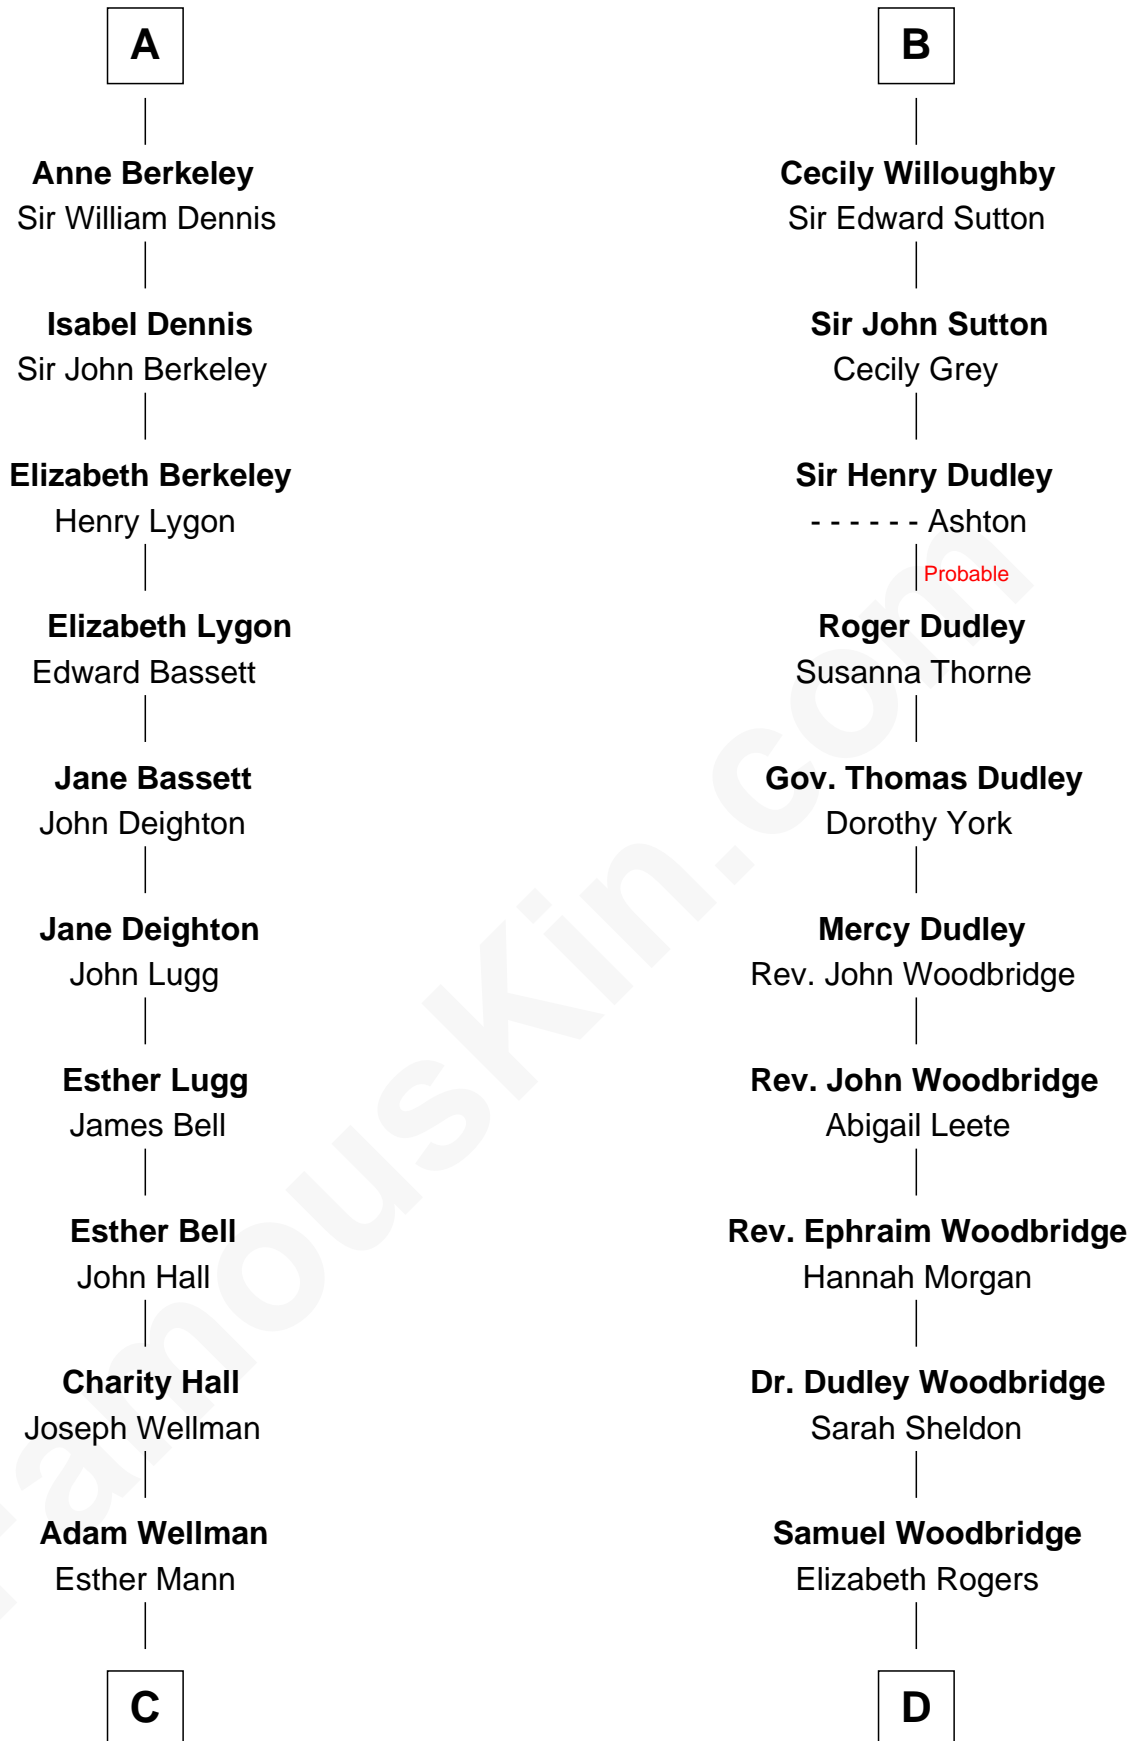 A
Anne Berkeley
Sir William Dennis
Isabel Dennis
Sir John Berkeley
Elizabeth Berkeley
Henry Lygon
Elizabeth Lygon
Edward Bassett
Jane Bassett
John Deighton
Jane Deighton
John Lugg
Esther Lugg
James Bell
Esther Bell
John Hall
Charity Hall
Joseph Wellman
Adam Wellman
Esther Mann
C
B
Cecily Willoughby
Sir Edward Sutton
Sir John Sutton
Cecily Grey
Sir Henry Dudley
- - - - - - Ashton
Probable
Roger Dudley
Susanna Thorne
Gov. Thomas Dudley
Dorothy York
Mercy Dudley
Rev. John Woodbridge
Rev. John Woodbridge
Abigail Leete
Rev. Ephraim Woodbridge
Hannah Morgan
Dr. Dudley Woodbridge
Sarah Sheldon
Samuel Woodbridge
Elizabeth Rogers
D
FamousKin.com